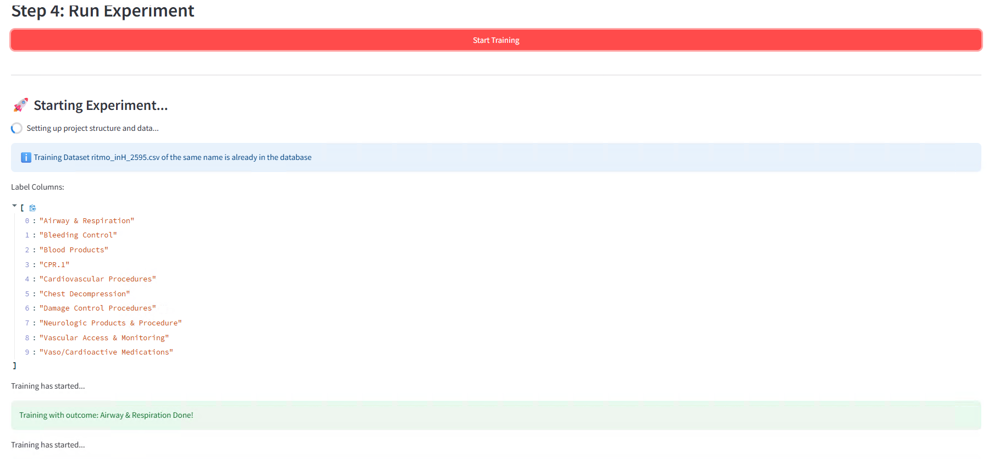 Step 4: Run Experiment
Start Training
🚀 Starting Experiment...
Setting up project structure and data...
ℹ️ Training Dataset ritmo_inH_2595.csv of the same name is already in the database
Label Columns:
[
0 : "Airway & Respiration"
1 : "Bleeding Control"
2 : "Blood Products"
3 : "CPR.1"
4 : "Cardiovascular Procedures"
5 : "Chest Decompression"
6 : "Damage Control Procedures"
7 : "Neurologic Products & Procedure"
8 : "Vascular Access & Monitoring"
9 : "Vaso/Cardioactive Medications"
]
Training has started...
Training with outcome: Airway & Respiration Done!
Training has started...